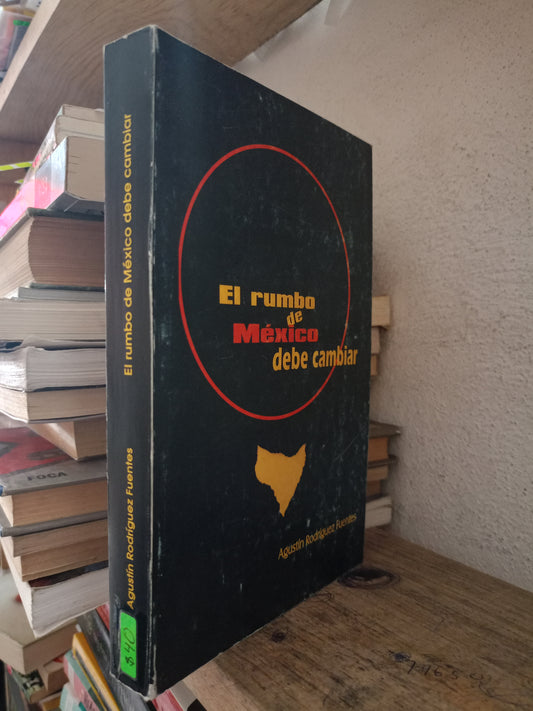 El rumbo de México debe cambiar
Agustín Rodríguez Fuentes
$40
El rumbo
de
México
debe cambiar
Agustín Rodríguez Fuentes
FOCA